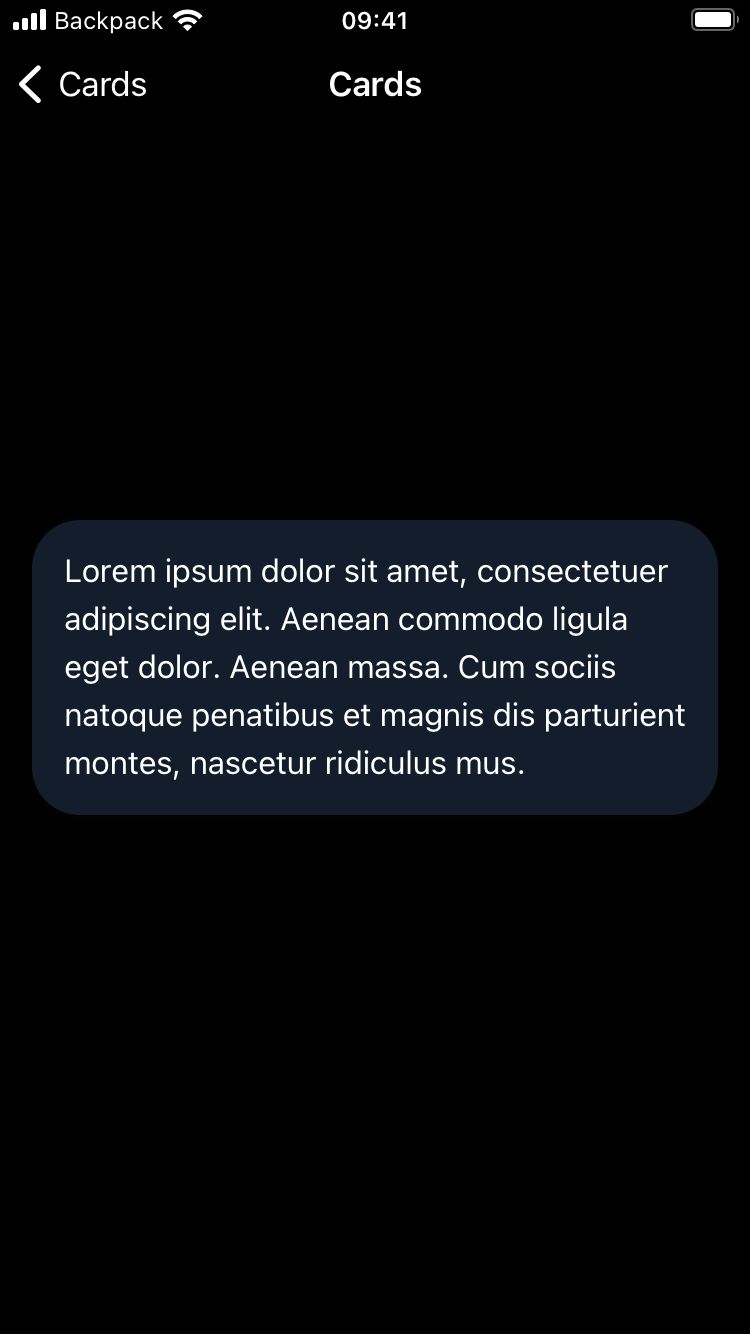 Backpack 09:41
Cards Cards
Lorem ipsum dolor sit amet, consectetuer
adipiscing elit. Aenean commodo ligula
eget dolor. Aenean massa. Cum sociis
natoque penatibus et magnis dis parturient
montes, nascetur ridiculus mus.